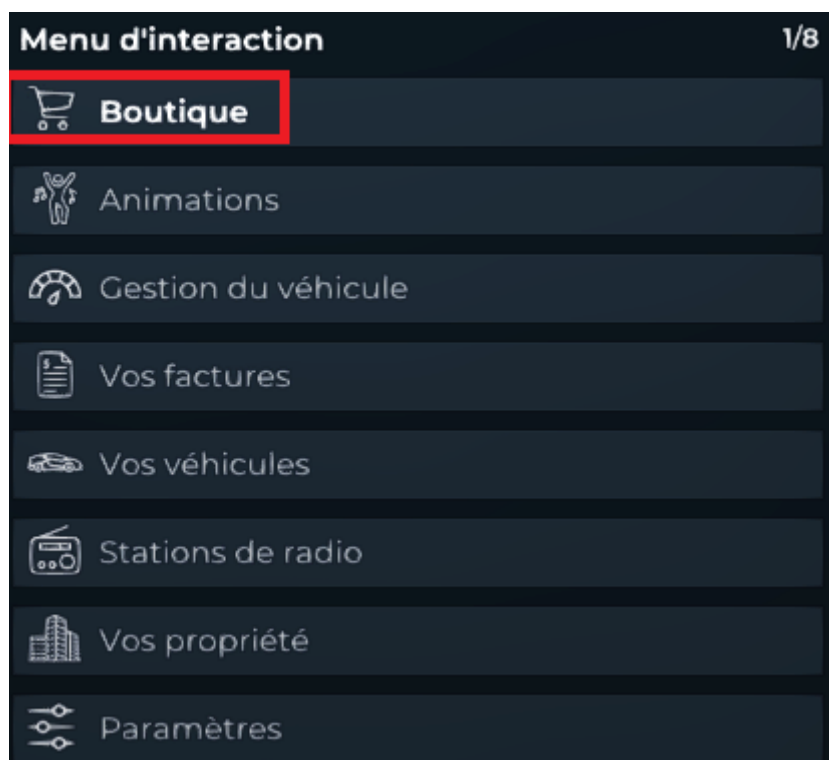 Menu d'interaction 1/8
Boutique
Animations
Gestion du véhicule
Vos factures
Vos véhicules
Stations de radio
Vos propriété
Paramètres